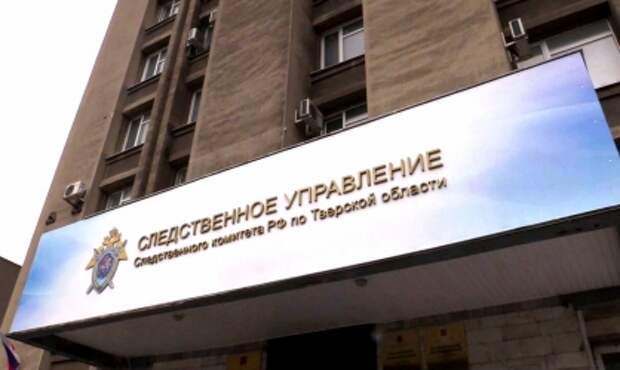 СЛЕДСТВЕННОЕ УПРАВЛЕНИЕ
Следственного комитета РФ по Тверской области